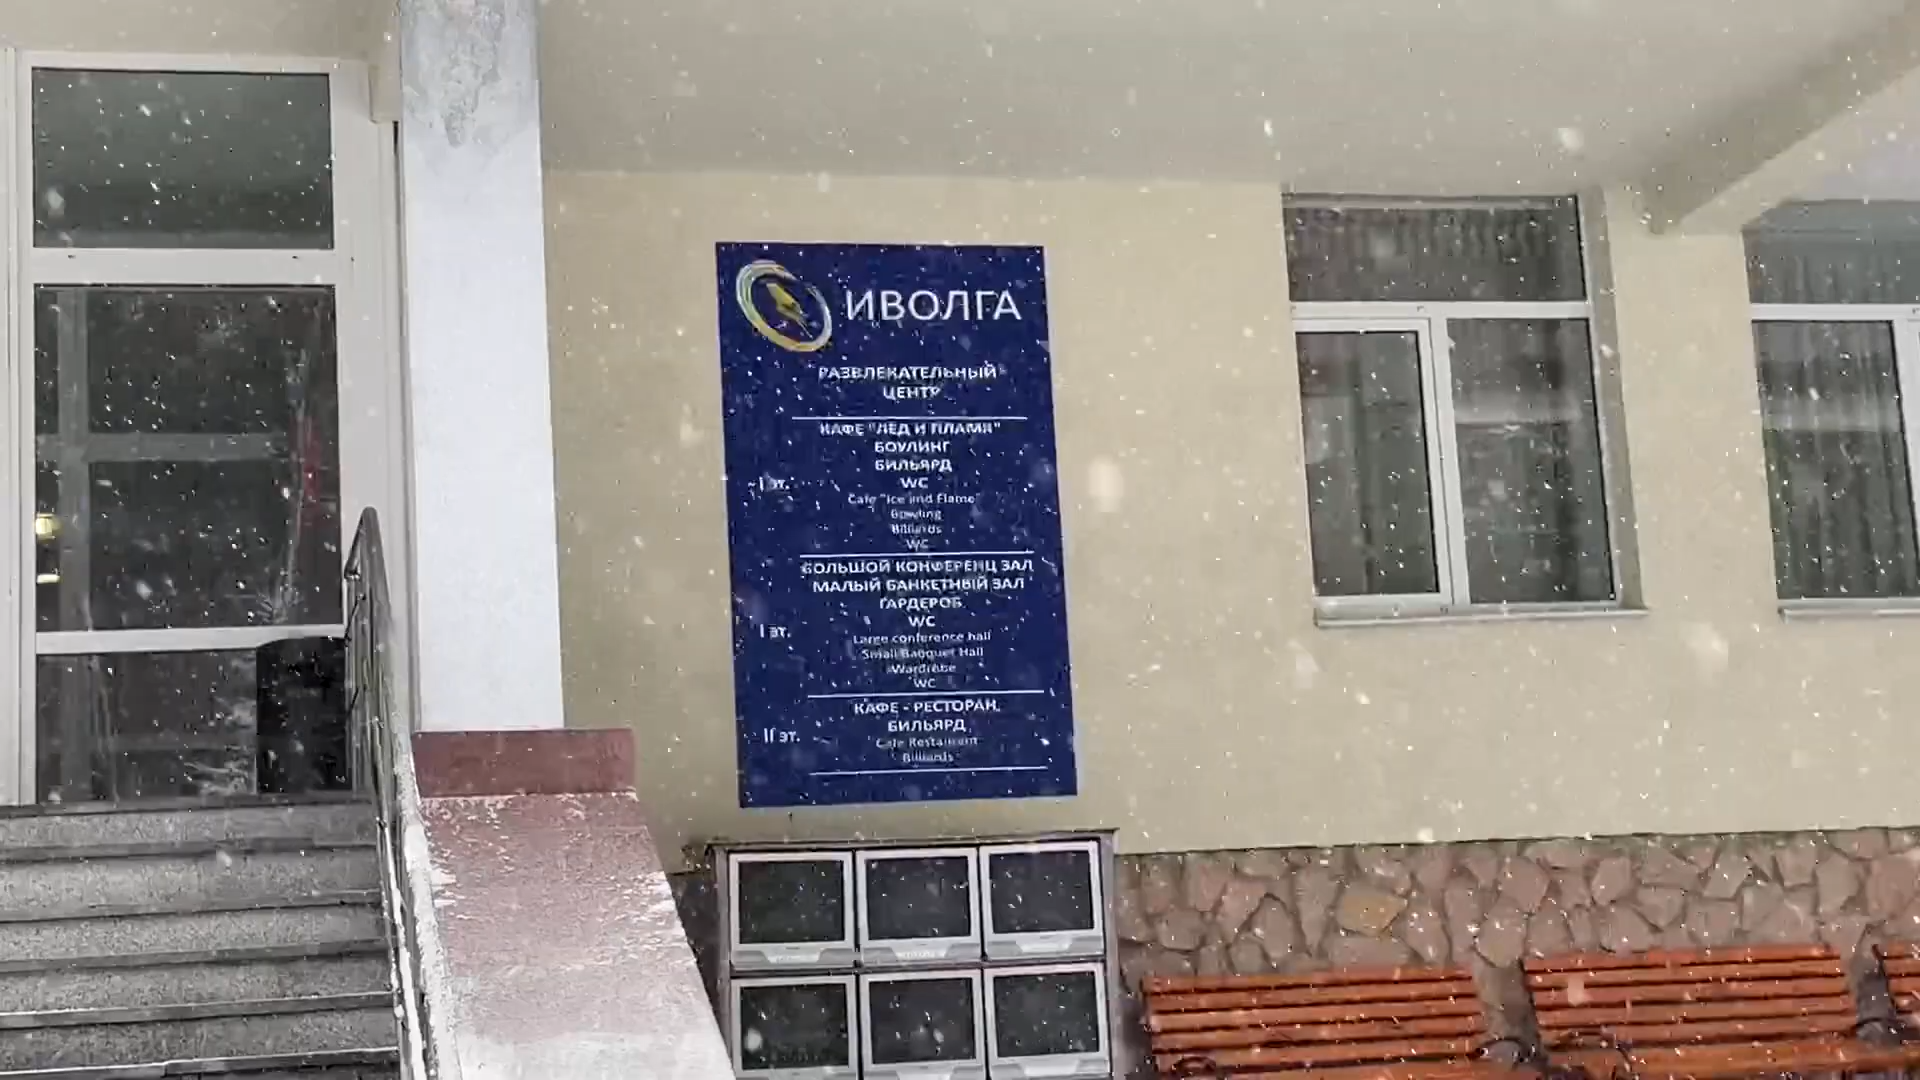 ИВОЛГА
РАЗВЛЕКАТЕЛЬНЫЙ
ЦЕНТР
КАФЕ "ЛЕД И ПЛАМЯ"
БОУЛИНГ
БИЛЬЯРД
WC
-I эт.
Cafe "Ice and Flame"
Bowling
Billiards
WC
БОЛЬШОЙ КОНФЕРЕНЦ ЗАЛ
МАЛЫЙ БАНКЕТНЫЙ ЗАЛ
ГАРДЕРОБ
WC
I эт.
Large conference hall
Small Banquet Hall
Wardrobe
WC
КАФЕ - РЕСТОРАН
БИЛЬЯРД
II эт.
Cafe Restaurant
Billiards